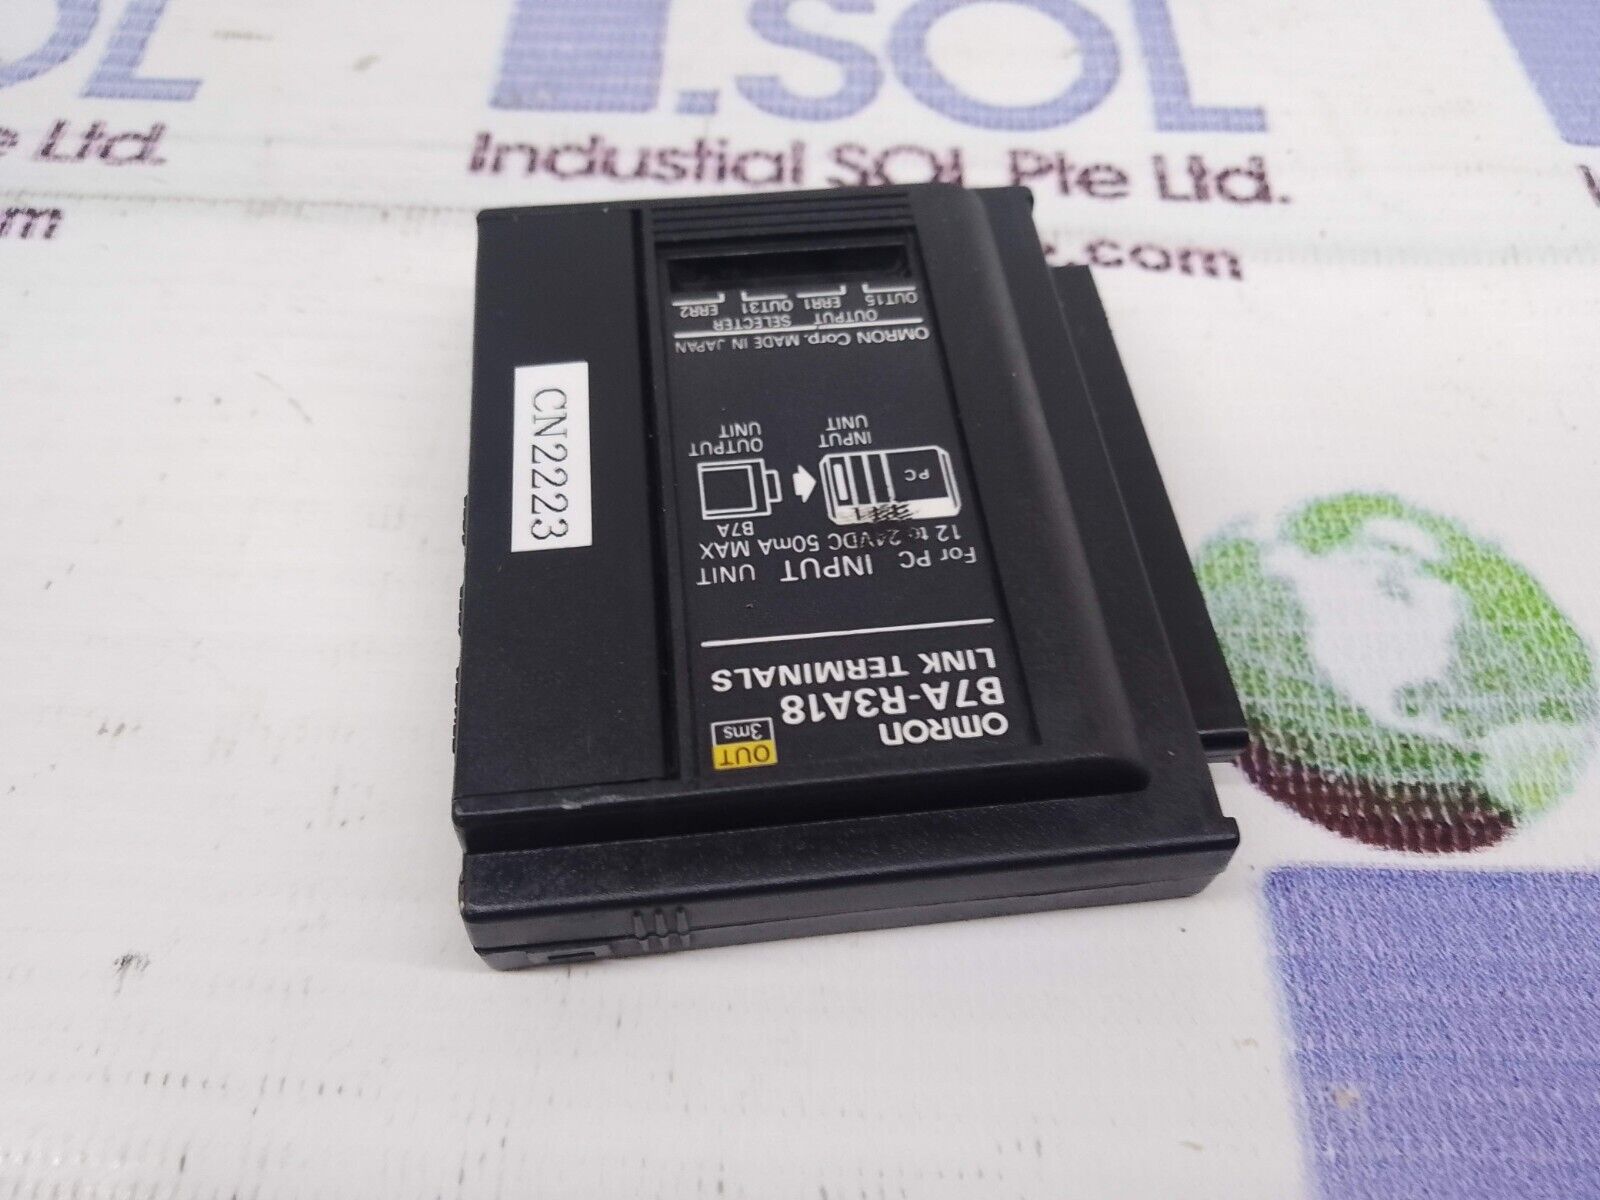 I.SOL
Industial SOL Pte Ltd.
.com
SOL
e Ltd.
m
omron
B7A-R3A18
OUT
3ms
LINK TERMINALS
For PC INPUT UNIT
12 to 24VDC 50mA MAX
B7A
PC
INPUT UNIT
OUTPUT UNIT
OMRON Corp. MADE IN JAPAN
OUTPUT SELECTER
OUT15 ERR1 OUT31 ERR2
CN2223